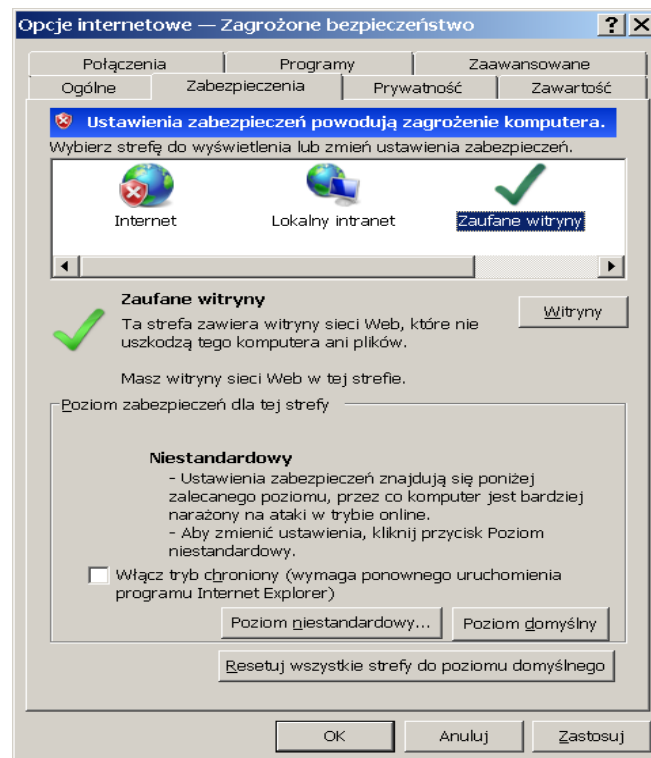 Opcje internetowe — Zagrożone bezpieczeństwo
Połączenia Programy Zaawansowane
Ogólne Zabezpieczenia Prywatność Zawartość
Ustawienia zabezpieczeń powodują zagrożenie komputera.
Wybierz strefę do wyświetlenia lub zmień ustawienia zabezpieczeń.
Internet Lokalny intranet Zaufane witryny
Zaufane witryny
Witryny
Ta strefa zawiera witryny sieci Web, które nie
uszkodzą tego komputera ani plików.
Masz witryny sieci Web w tej strefie.
Poziom zabezpieczeń dla tej strefy
Niestandardowy
- Ustawienia zabezpieczeń znajdują się poniżej
zalecanego poziomu, przez co komputer jest bardziej
narażony na ataki w trybie online.
- Aby zmienić ustawienia, kliknij przycisk Poziom
niestandardowy.
Włącz tryb chroniony (wymaga ponownego uruchomienia
programu Internet Explorer)
Poziom niestandardowy... Poziom domyślny
Resetuj wszystkie strefy do poziomu domyślnego
OK Anuluj Zastosuj